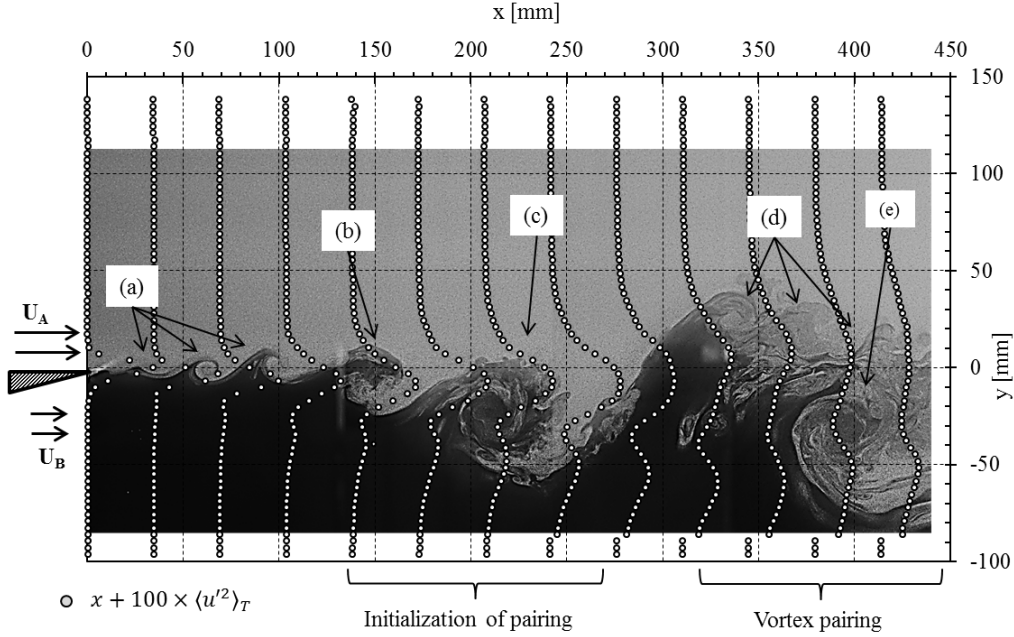 x [mm]
0 50 100 150 200 250 300 350 400 450
150
100
50
0
-50
-100
y [mm]
(a)
(b)
(c)
(d)
(e)
U_A
U_B
x + 100 × ⟨u′²⟩_T
Initialization of pairing
Vortex pairing